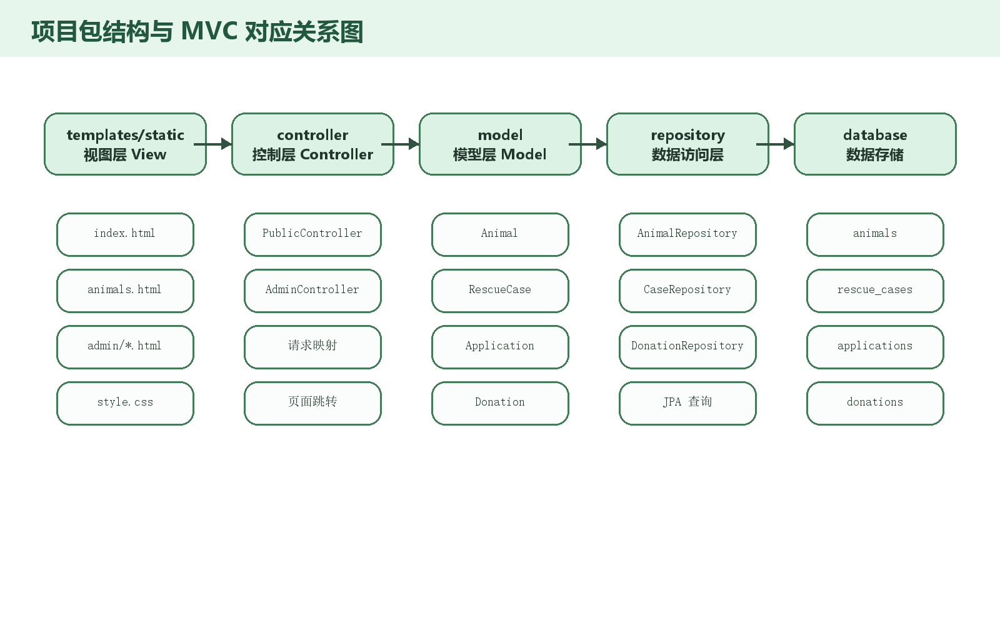 项目包结构与 MVC 对应关系图
templates/static
视图层 View
controller
控制层 Controller
model
模型层 Model
repository
数据访问层
database
数据存储
index.html
PublicController
Animal
AnimalRepository
animals
animals.html
AdminController
RescueCase
CaseRepository
rescue_cases
admin/*.html
请求映射
Application
DonationRepository
applications
style.css
页面跳转
Donation
JPA 查询
donations